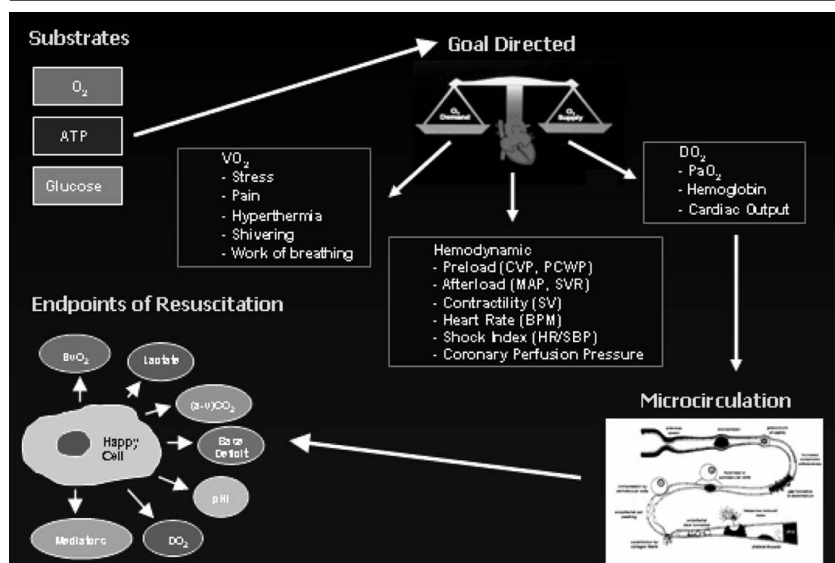 Substrates
O₂
ATP
Glucose
Goal Directed
O₂
Demand
O₂
Supply
VO₂
- Stress
- Pain
- Hyperthermia
- Shivering
- Work of breathing
DO₂
- PaO₂
- Hemoglobin
- Cardiac Output
Hemodynamic
- Preload (CVP, PCWP)
- Afterload (MAP, SVR)
- Contractility (SV)
- Heart Rate (BPM)
- Shock Index (HR/SBP)
- Coronary Perfusion Pressure
Endpoints of Resuscitation
Lactate
(a-v)CO₂
Base
Deficit
pHi
DO₂
Mediators
Happy
Cell
Microcirculation